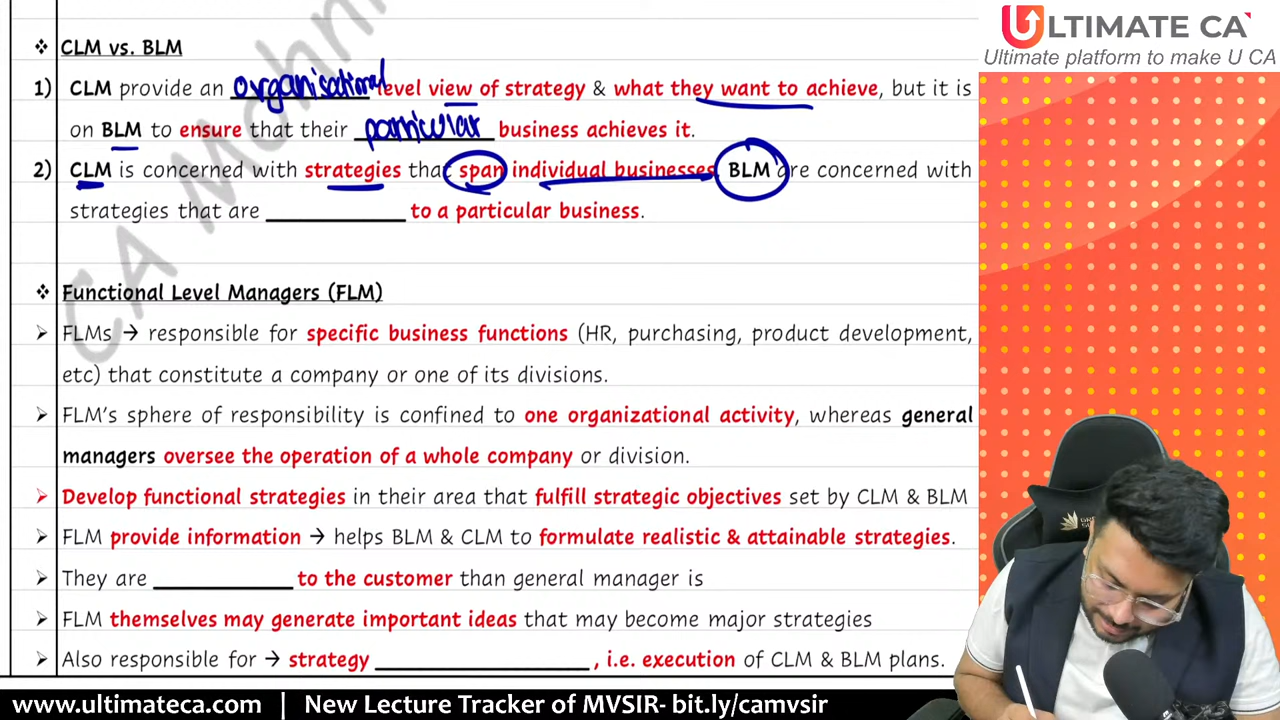 ULTIMATE CA
Ultimate platform to make U CA
❖ CLM vs. BLM
1) CLM provide an organisational level view of strategy & what they want to achieve, but it is
on BLM to ensure that their particular business achieves it.
2) CLM is concerned with strategies that span individual businesses BLM are concerned with
strategies that are ____________ to a particular business.
❖ Functional Level Managers (FLM)
➢ FLMs → responsible for specific business functions (HR, purchasing, product development,
etc) that constitute a company or one of its divisions.
➢ FLM's sphere of responsibility is confined to one organizational activity, whereas general
managers oversee the operation of a whole company or division.
➢ Develop functional strategies in their area that fulfill strategic objectives set by CLM & BLM
➢ FLM provide information → helps BLM & CLM to formulate realistic & attainable strategies.
➢ They are ____________ to the customer than general manager is
➢ FLM themselves may generate important ideas that may become major strategies
➢ Also responsible for → strategy __________________, i.e. execution of CLM & BLM plans.
CA Mohn
www.ultimateca.com | New Lecture Tracker of MVSIR- bit.ly/camvsir